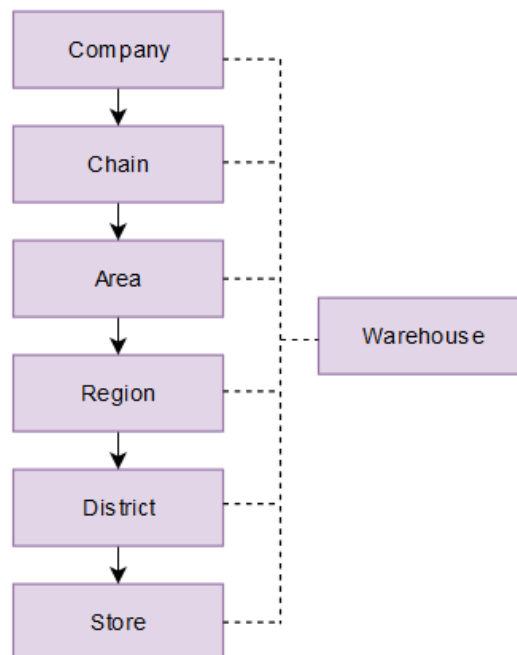 Company
Chain
Area
Warehouse
Region
District
Store